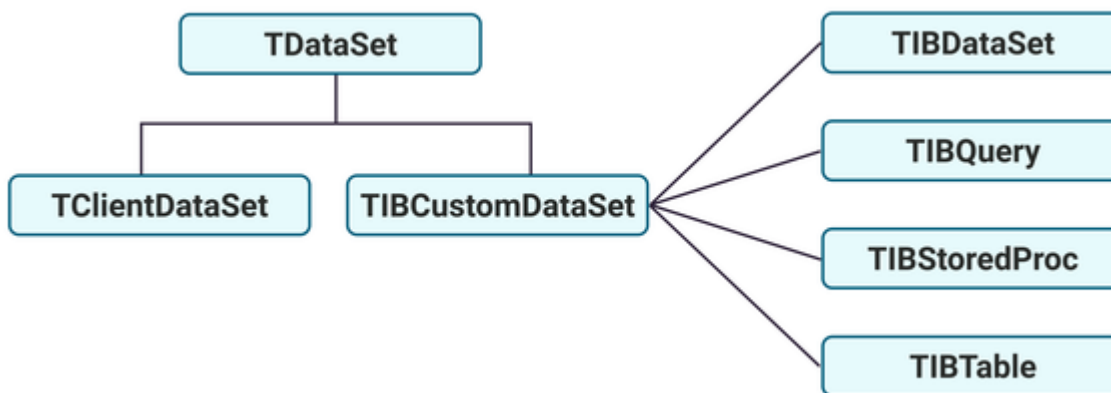 TDataSet
TIBDataSet
TIBQuery
TClientDataSet
TIBCustomDataSet
TIBStoredProc
TIBTable